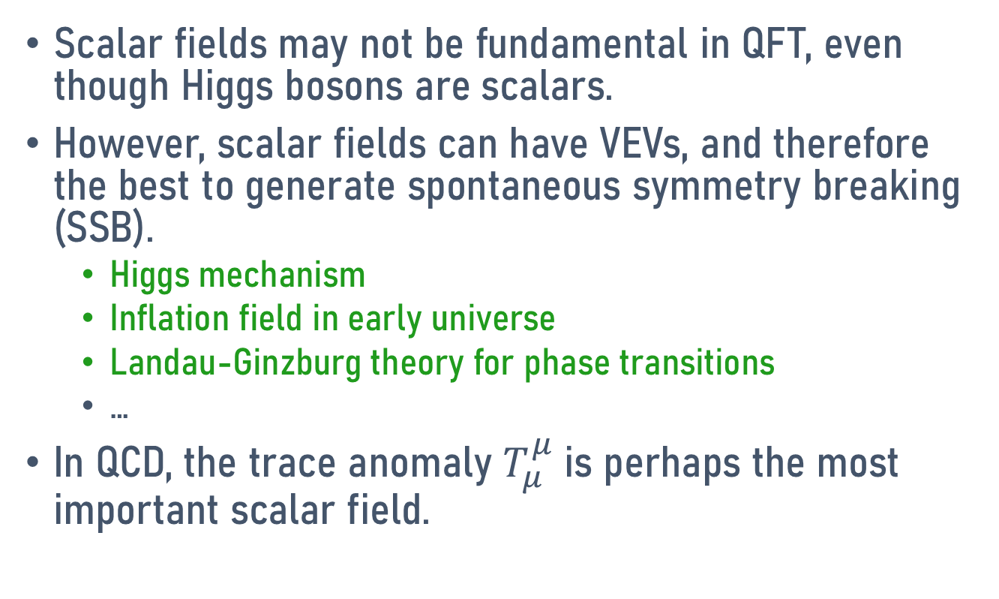 • Scalar fields may not be fundamental in QFT, even
though Higgs bosons are scalars.
• However, scalar fields can have VEVs, and therefore
the best to generate spontaneous symmetry breaking
(SSB).
• Higgs mechanism
• Inflation field in early universe
• Landau-Ginzburg theory for phase transitions
• …
• In QCD, the trace anomaly $T^{\mu}_{\mu}$ is perhaps the most
important scalar field.